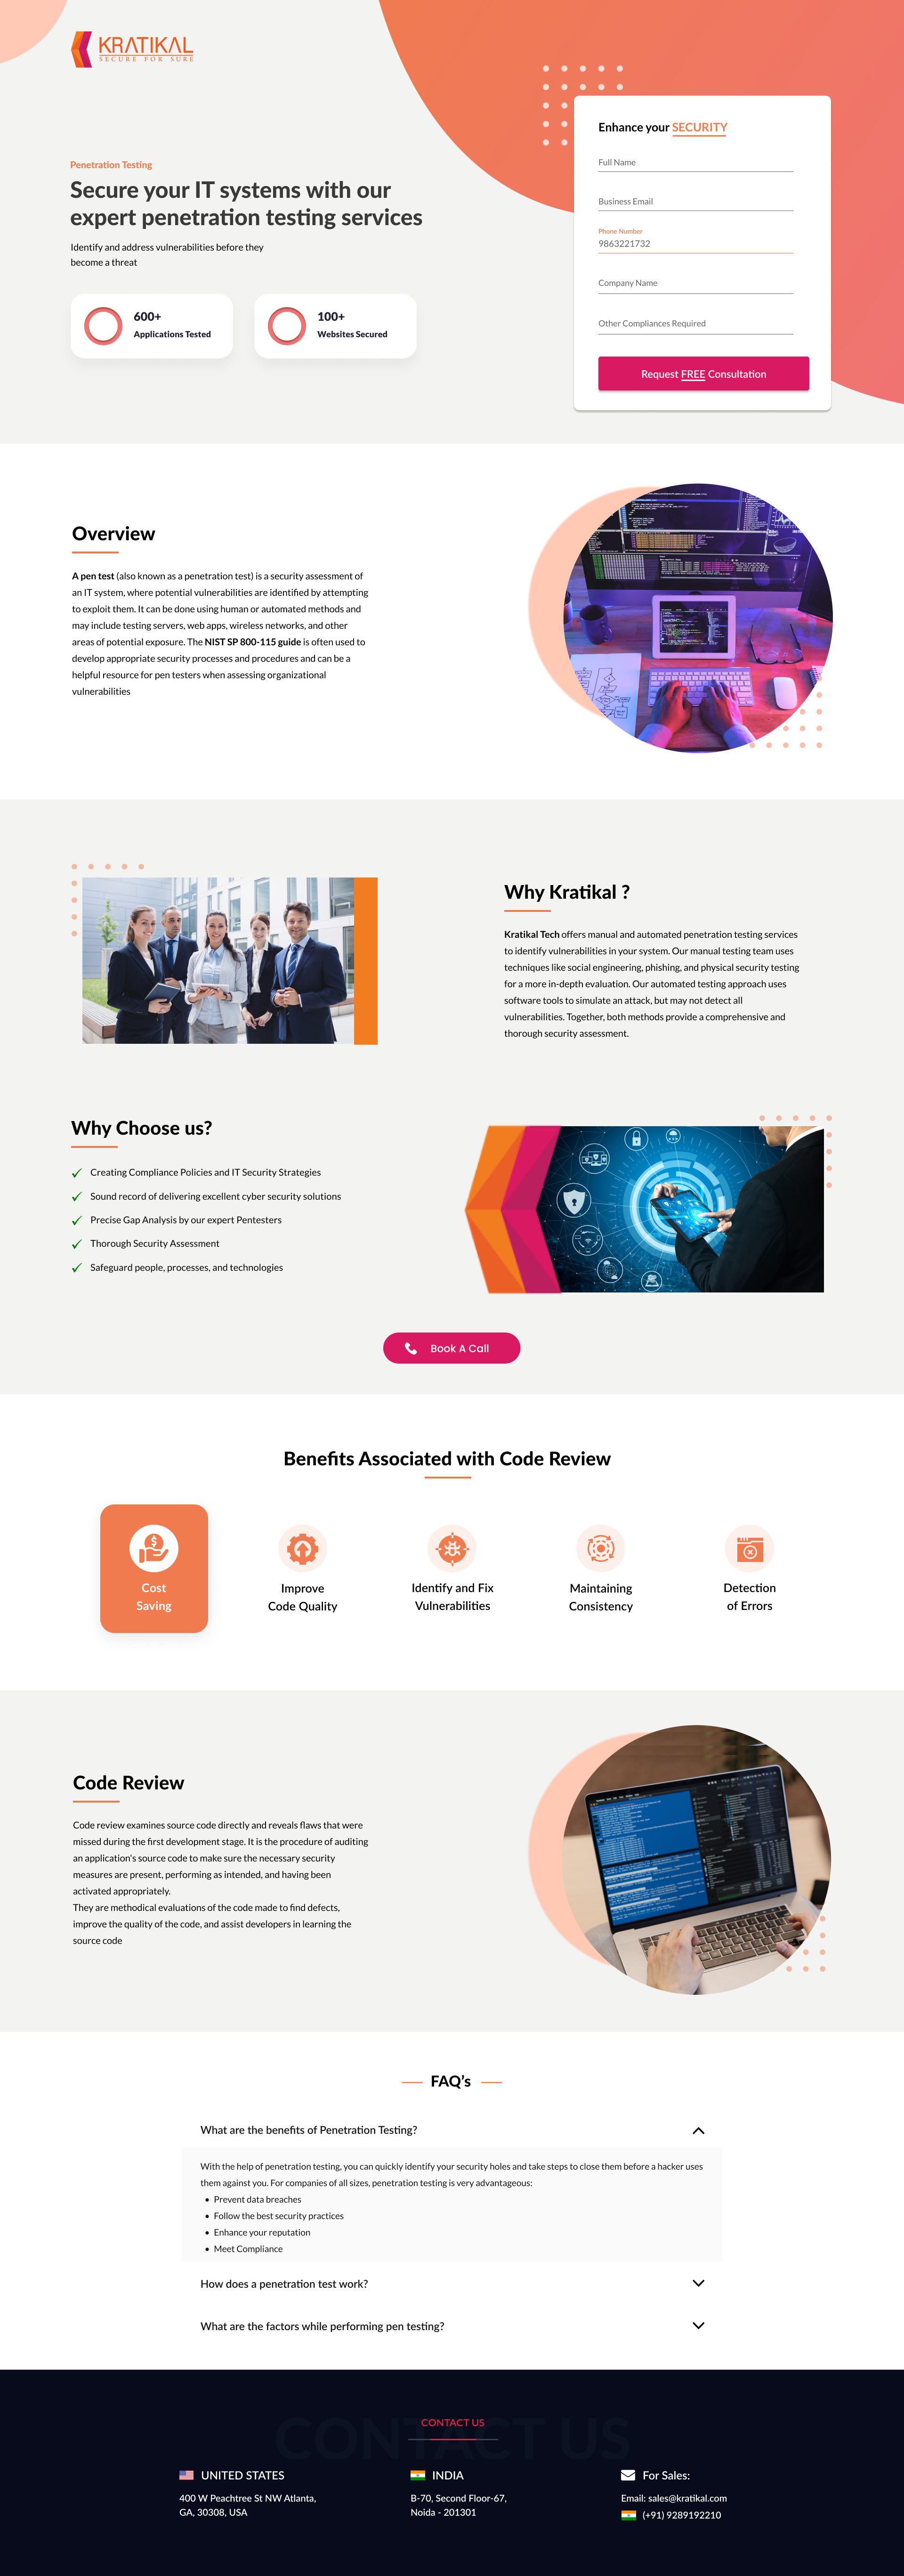 KRATIKAL
SECURE FOR SURE
Penetration Testing
Secure your IT systems with our
expert penetration testing services
Identify and address vulnerabilities before they
become a threat
600+
Applications Tested
100+
Websites Secured
Enhance your SECURITY
Full Name
Business Email
Phone Number
9863221732
Company Name
Other Compliances Required
Request FREE Consultation
Overview
A pen test (also known as a penetration test) is a security assessment of
an IT system, where potential vulnerabilities are identified by attempting
to exploit them. It can be done using human or automated methods and
may include testing servers, web apps, wireless networks, and other
areas of potential exposure. The NIST SP 800-115 guide is often used to
develop appropriate security processes and procedures and can be a
helpful resource for pen testers when assessing organizational
vulnerabilities
Why Kratikal ?
Kratikal Tech offers manual and automated penetration testing services
to identify vulnerabilities in your system. Our manual testing team uses
techniques like social engineering, phishing, and physical security testing
for a more in-depth evaluation. Our automated testing approach uses
software tools to simulate an attack, but may not detect all
vulnerabilities. Together, both methods provide a comprehensive and
thorough security assessment.
Why Choose us?
Creating Compliance Policies and IT Security Strategies
Sound record of delivering excellent cyber security solutions
Precise Gap Analysis by our expert Pentesters
Thorough Security Assessment
Safeguard people, processes, and technologies
Book A Call
Benefits Associated with Code Review
Cost
Saving
Improve
Code Quality
Identify and Fix
Vulnerabilities
Maintaining
Consistency
Detection
of Errors
Code Review
Code review examines source code directly and reveals flaws that were
missed during the first development stage. It is the procedure of auditing
an application's source code to make sure the necessary security
measures are present, performing as intended, and having been
activated appropriately.
They are methodical evaluations of the code made to find defects,
improve the quality of the code, and assist developers in learning the
source code
FAQ's
What are the benefits of Penetration Testing?
With the help of penetration testing, you can quickly identify your security holes and take steps to close them before a hacker uses
them against you. For companies of all sizes, penetration testing is very advantageous:
• Prevent data breaches
• Follow the best security practices
• Enhance your reputation
• Meet Compliance
How does a penetration test work?
What are the factors while performing pen testing?
CONTACT US
CONTACT US
UNITED STATES
400 W Peachtree St NW Atlanta,
GA, 30308, USA
INDIA
B-70, Second Floor-67,
Noida - 201301
For Sales:
Email: sales@kratikal.com
(+91) 9289192210